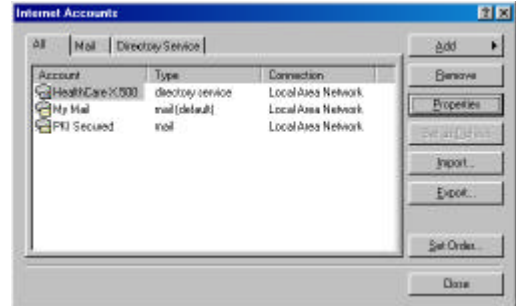 Internet Accounts
All Mail Directory Service
Add
Account Type Connection
Remove
HealthCare X.500 directory service Local Area Network
My Mail mail (default) Local Area Network
Properties
PKI Secured mail Local Area Network
Set as Default
Import...
Export...
Set Order...
Close